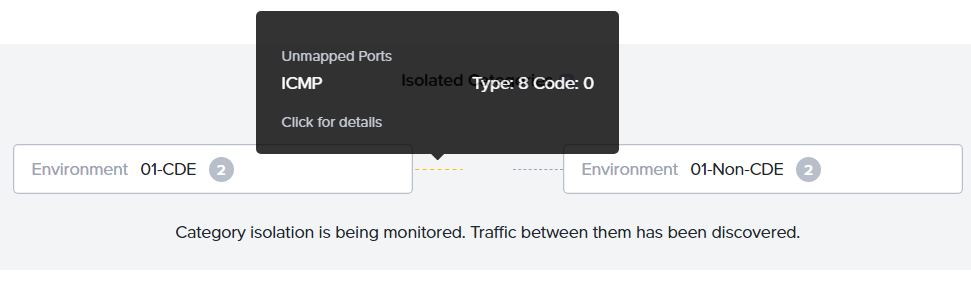 Unmapped Ports
Isolated
ICMP Type: 8 Code: 0
Click for details
Environment 01-CDE 2
Environment 01-Non-CDE 2
Category isolation is being monitored. Traffic between them has been discovered.